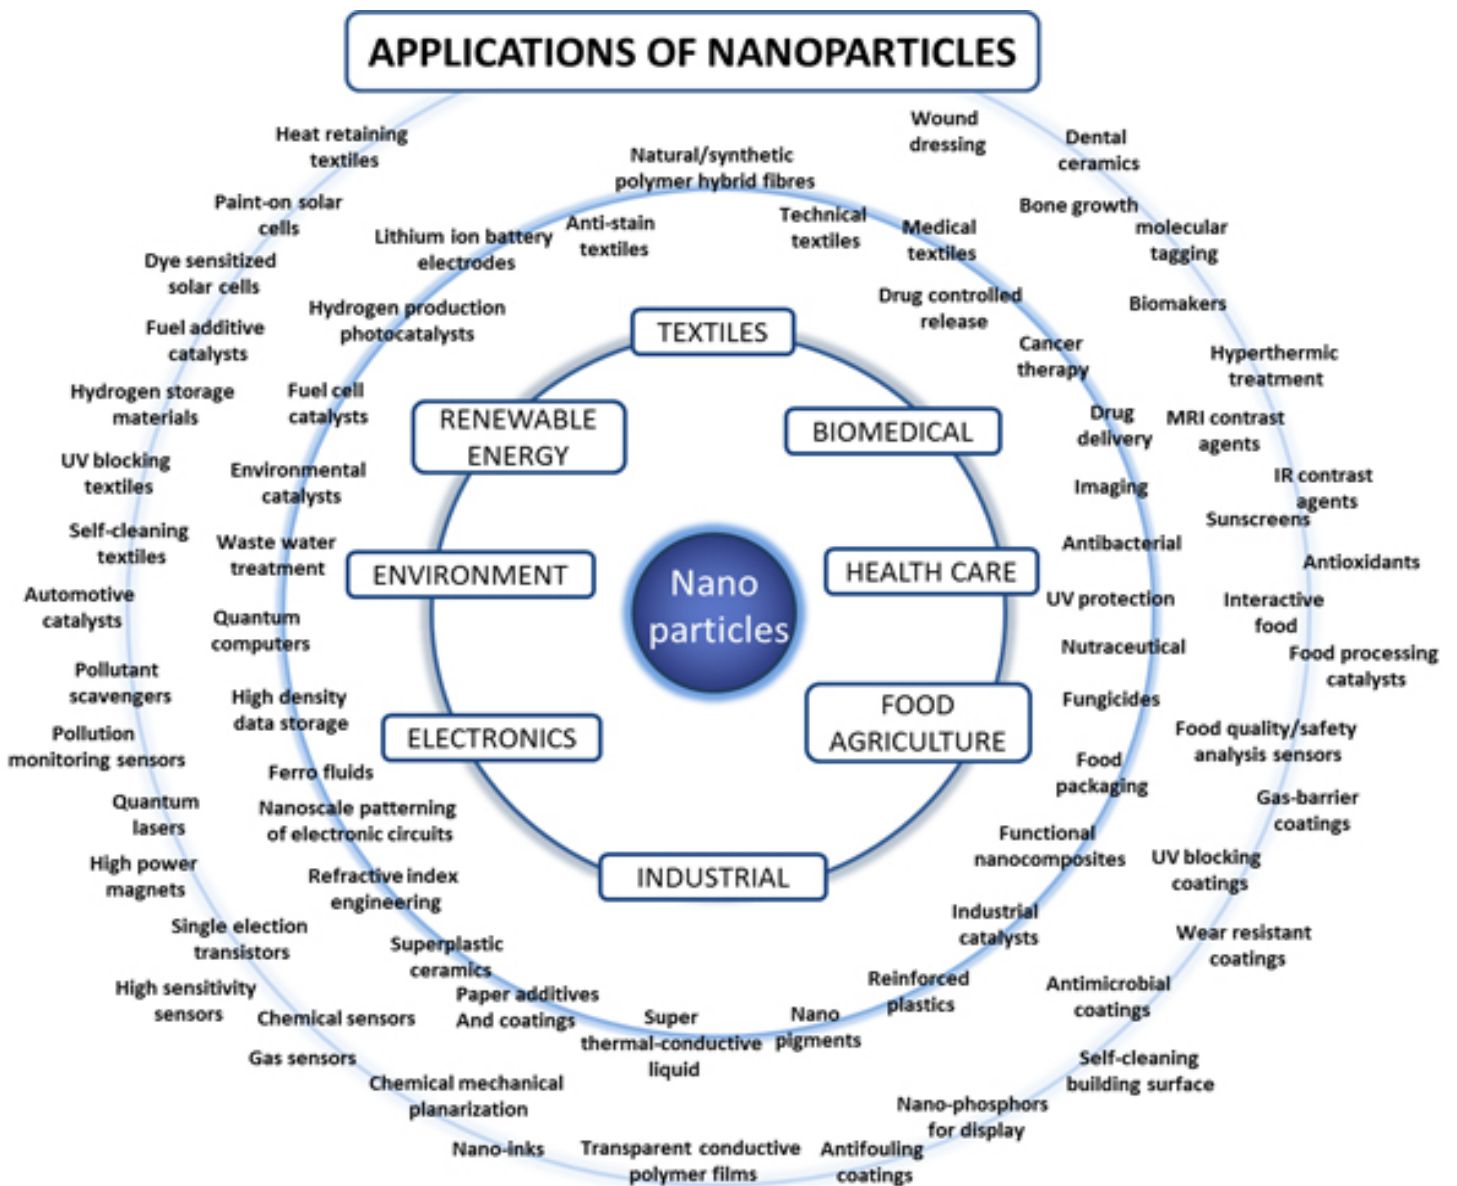 APPLICATIONS OF NANOPARTICLES
Heat retaining
textiles
Natural/synthetic
polymer hybrid fibres
Wound
dressing
Dental
ceramics
Paint-on solar
cells
Lithium ion battery
electrodes
Anti-stain
textiles
Technical
textiles
Medical
textiles
Bone growth
molecular
tagging
Dye sensitized
solar cells
Hydrogen production
photocatalysts
Drug controlled
release
Biomakers
Fuel additive
catalysts
TEXTILES
Cancer
therapy
Hyperthermic
treatment
Hydrogen storage
materials
Fuel cell
catalysts
RENEWABLE
ENERGY
BIOMEDICAL
Drug
delivery
MRI contrast
agents
UV blocking
textiles
Environmental
catalysts
Imaging
IR contrast
agents
Sunscreens
Self-cleaning
textiles
Waste water
treatment
ENVIRONMENT
Nano
particles
HEALTH CARE
Antibacterial
Antioxidants
Automotive
catalysts
Quantum
computers
UV protection
Interactive
food
Nutraceutical
Food processing
catalysts
Pollutant
scavengers
High density
data storage
FOOD
AGRICULTURE
Fungicides
Pollution
monitoring sensors
ELECTRONICS
Food quality/safety
analysis sensors
Ferro fluids
Food
packaging
Quantum
lasers
Nanoscale patterning
of electronic circuits
Gas-barrier
coatings
Functional
nanocomposites
High power
magnets
Refractive index
engineering
INDUSTRIAL
UV blocking
coatings
Single election
transistors
Superplastic
ceramics
Industrial
catalysts
Wear resistant
coatings
High sensitivity
sensors
Chemical sensors
Paper additives
And coatings
Super
thermal-conductive
liquid
Nano
pigments
Reinforced
plastics
Antimicrobial
coatings
Gas sensors
Chemical mechanical
planarization
Self-cleaning
building surface
Nano-phosphors
for display
Nano-inks
Transparent conductive
polymer films
Antifouling
coatings